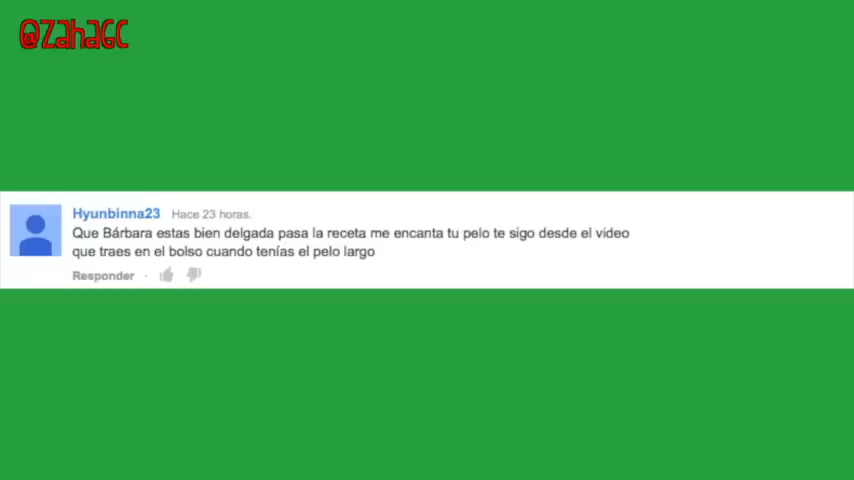 @ZahaGC
Hyunbinna23 Hace 23 horas.
Que Bárbara estas bien delgada pasa la receta me encanta tu pelo te sigo desde el video
que traes en el bolso cuando tenías el pelo largo
Responder ·